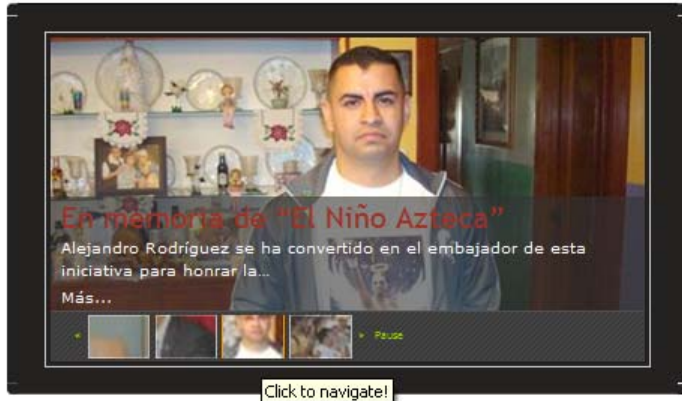 En memoria de “El Niño Azteca”
Alejandro Rodríguez se ha convertido en el embajador de esta
iniciativa para honrar la...
Más...
Pause
Click to navigate!